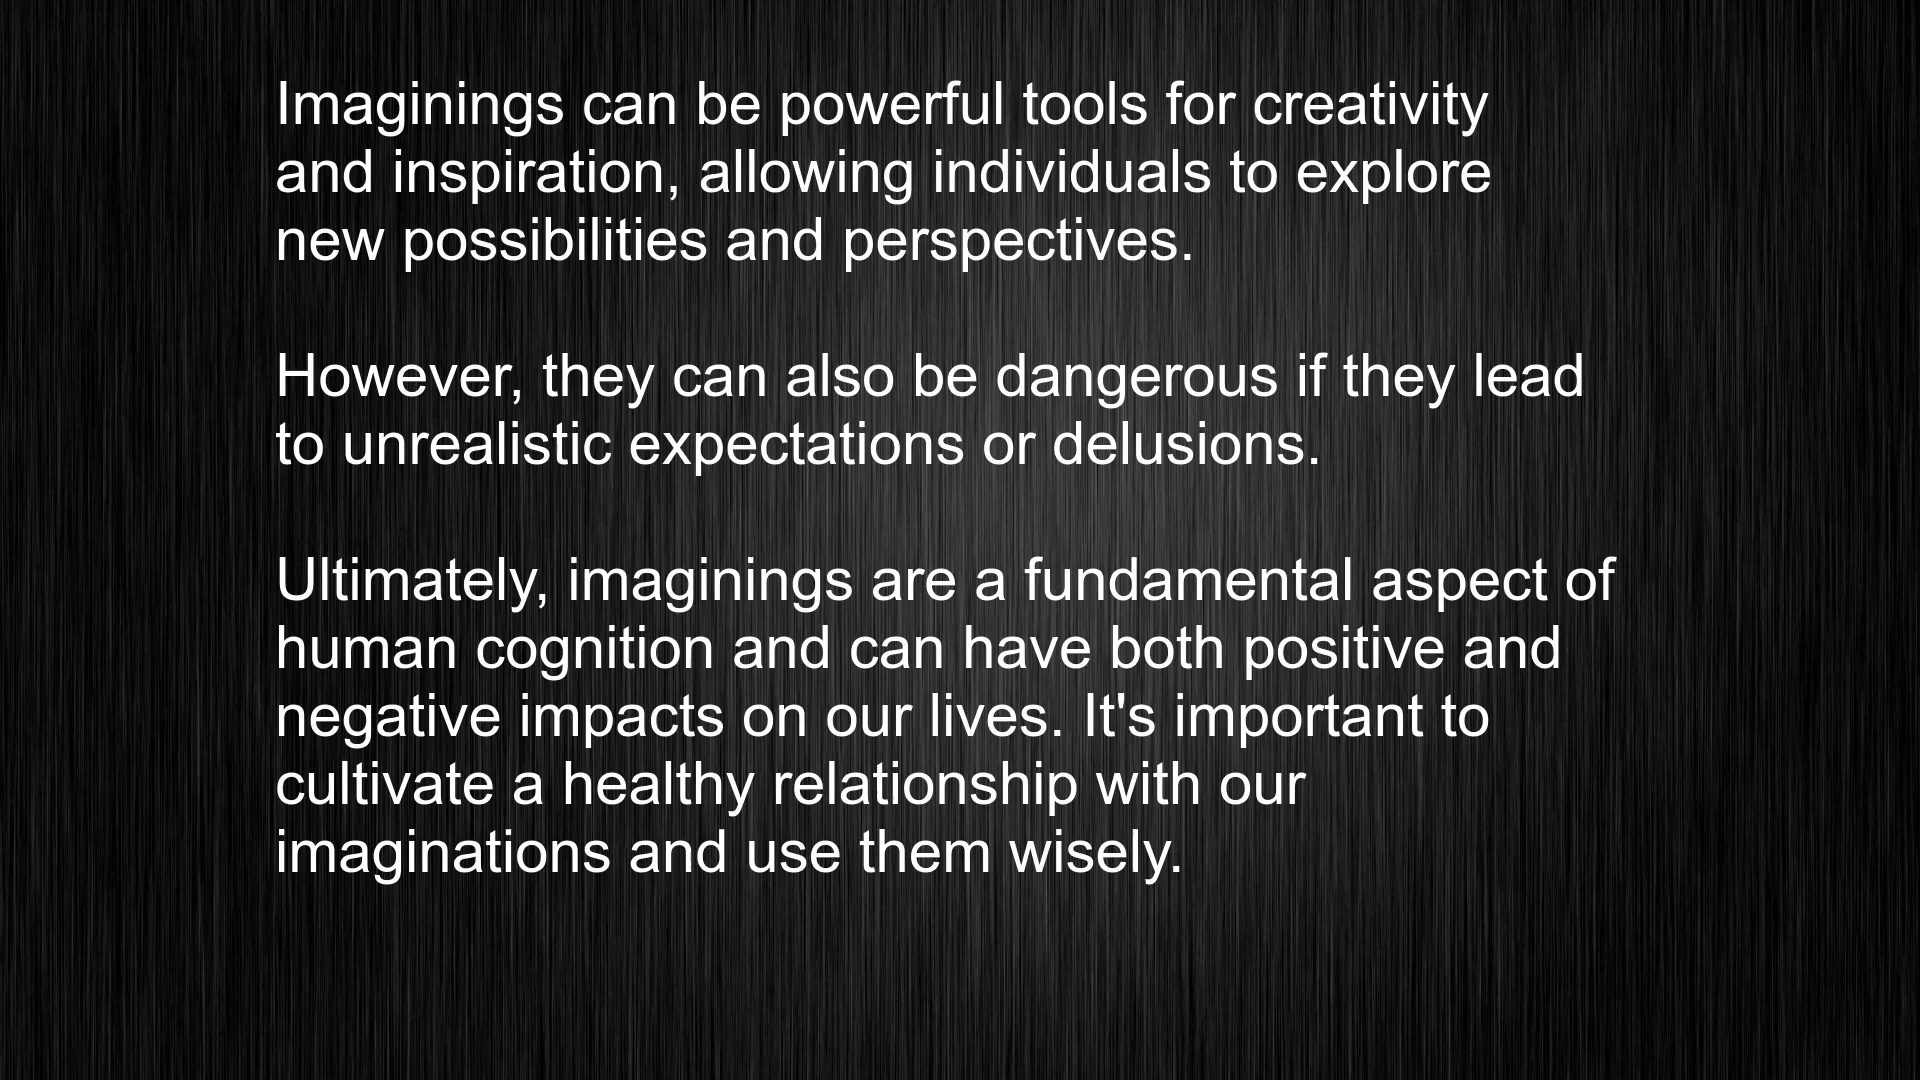 Imaginings can be powerful tools for creativity
and inspiration, allowing individuals to explore
new possibilities and perspectives.
However, they can also be dangerous if they lead
to unrealistic expectations or delusions.
Ultimately, imaginings are a fundamental aspect of
human cognition and can have both positive and
negative impacts on our lives. It's important to
cultivate a healthy relationship with our
imaginations and use them wisely.